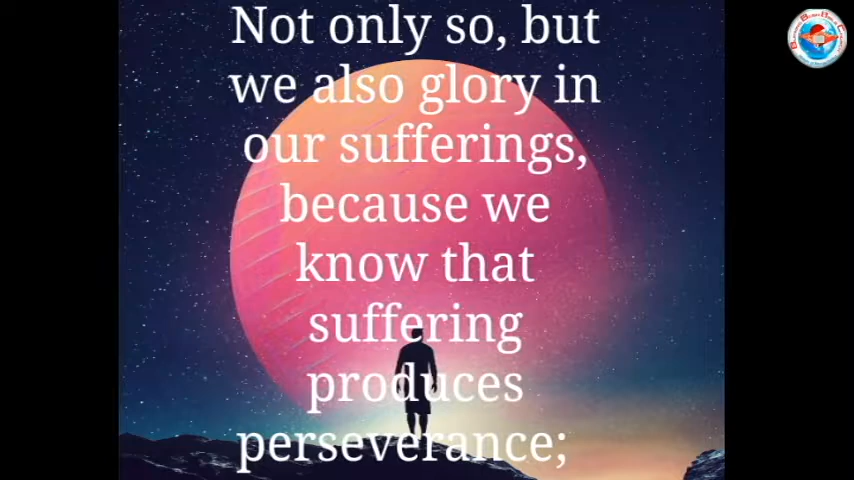 Not only so, but
we also glory in
our sufferings,
because we
know that
suffering
produces
perseverance;